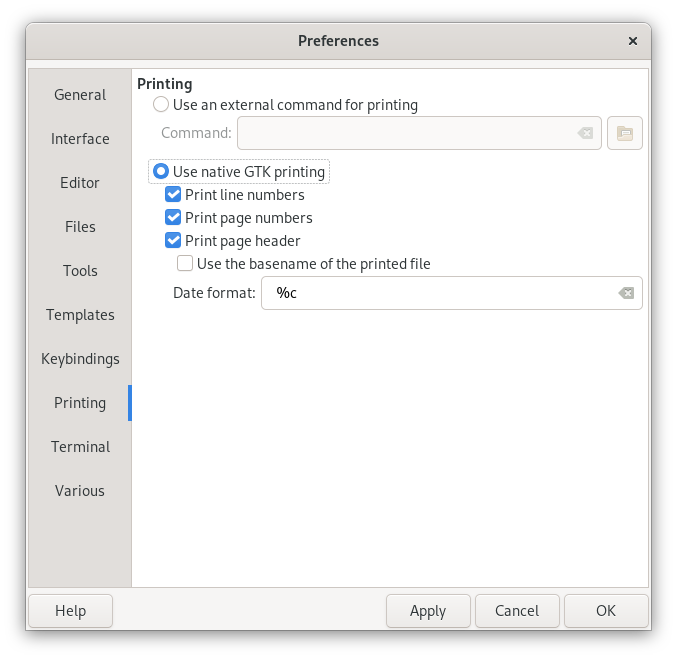 Preferences
General
Interface
Editor
Files
Tools
Templates
Keybindings
Printing
Terminal
Various
Printing
Use an external command for printing
Command:
Use native GTK printing
Print line numbers
Print page numbers
Print page header
Use the basename of the printed file
Date format: %c
Help Apply Cancel OK